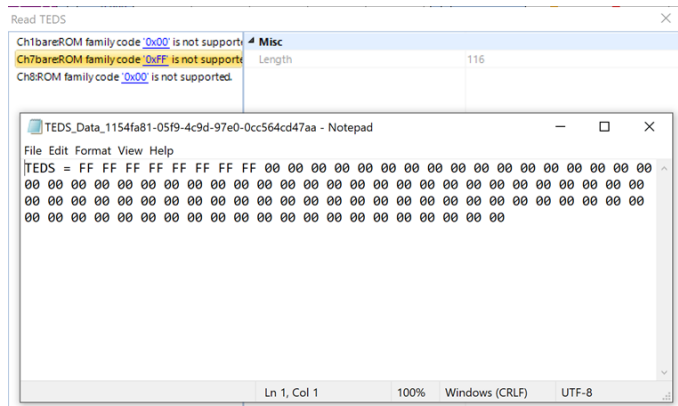 Read TEDS
Ch1bare:ROM family code '0x00' is not supporte
Ch7bare:ROM family code '0xFF' is not supporte
Ch8:ROM family code '0x00' is not supported.
Misc
Length 116
TEDS_Data_1154fa81-05f9-4c9d-97e0-0cc564cd47aa - Notepad
File Edit Format View Help
TEDS = FF FF FF FF FF FF FF FF 00 00 00 00 00 00 00 00 00 00 00 00 00 00 00 00 00
00 00 00 00 00 00 00 00 00 00 00 00 00 00 00 00 00 00 00 00 00 00 00 00 00 00 00
00 00 00 00 00 00 00 00 00 00 00 00 00 00 00 00 00 00 00 00 00 00 00 00 00 00 00
00 00 00 00 00 00 00 00 00 00 00 00 00 00 00 00 00 00 00 00 00
Ln 1, Col 1 100% Windows (CRLF) UTF-8